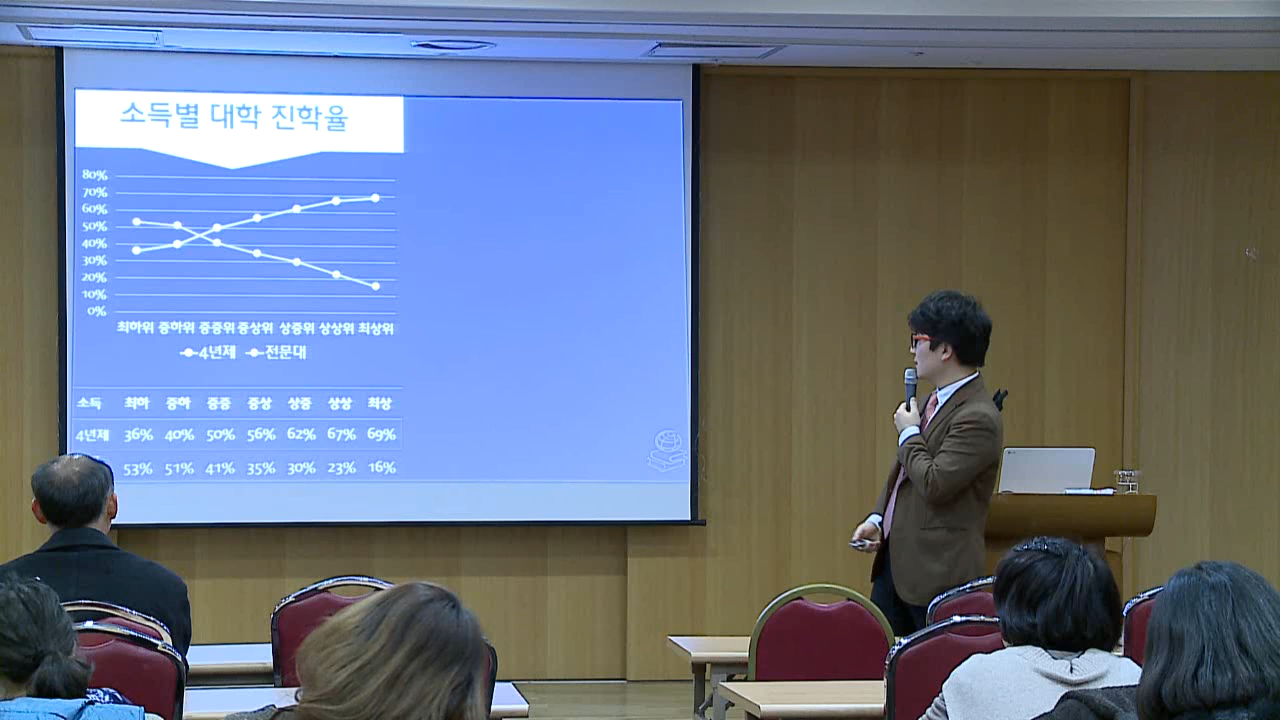 소득별 대학 진학율
80%
70%
60%
50%
40%
30%
20%
10%
0%
최하위 중하위 중중위 중상위 상중위 상상위 최상위
4년제 전문대
소득 최하 중하 중중 중상 상중 상상 최상
4년제 36% 40% 50% 56% 62% 67% 69%
53% 51% 41% 35% 30% 23% 16%